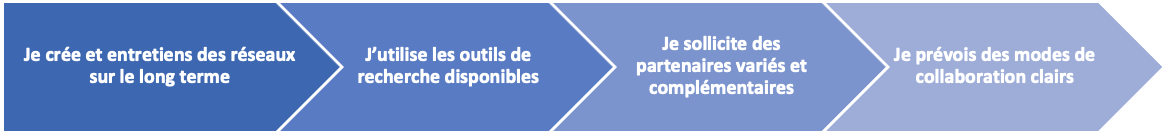 Je crée et entretiens des réseaux
sur le long terme
J’utilise les outils de
recherche disponibles
Je sollicite des
partenaires variés et
complémentaires
Je prévois des modes de
collaboration clairs